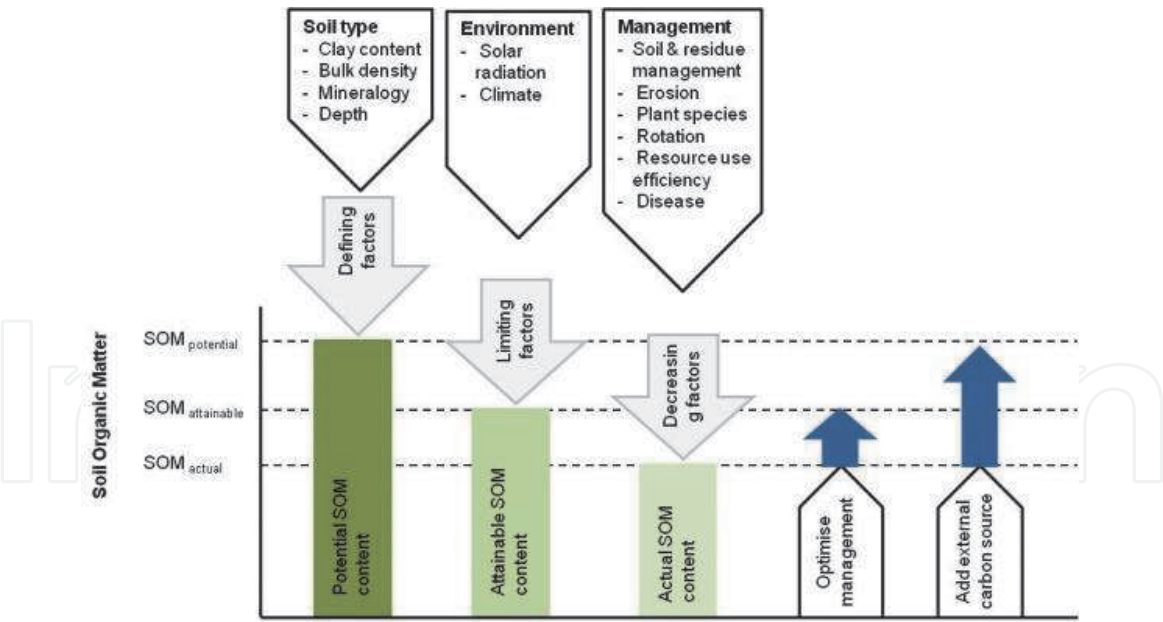 Soil type
- Clay content
- Bulk density
- Mineralogy
- Depth
Environment
- Solar
radiation
- Climate
Management
- Soil & residue
management
- Erosion
- Plant species
- Rotation
- Resource use
efficiency
- Disease
Defining
factors
Limiting
factors
Decreasin
g factors
Soil Organic Matter
SOM potential
SOM attainable
SOM actual
Potential SOM
content
Attainable SOM
content
Actual SOM
content
Optimise
management
Add external
carbon source